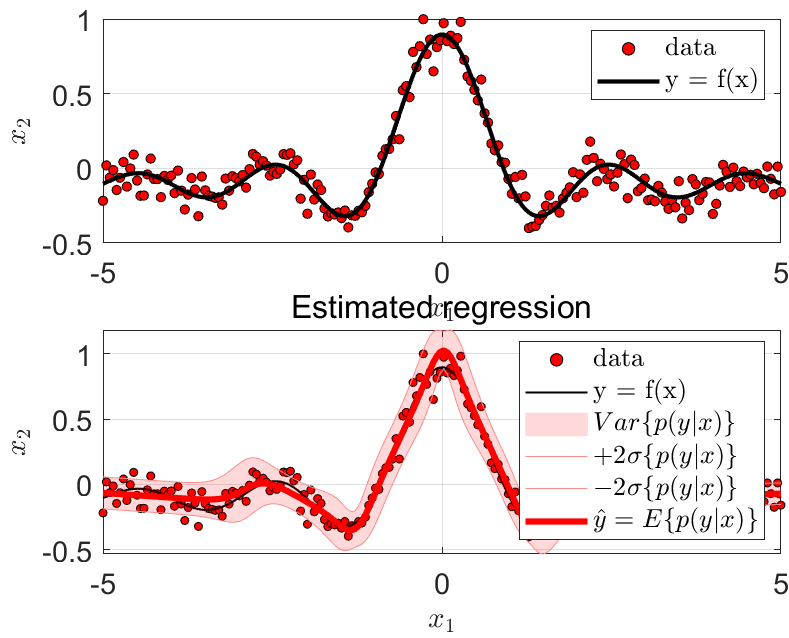 1
0.5
0
-0.5
x_2
data
y = f(x)
-5 0 5
x_1
Estimated regression
1
0.5
0
-0.5
x_2
data
y = f(x)
Var{p(y|x)}
+2σ{p(y|x)}
−2σ{p(y|x)}
ŷ = E{p(y|x)}
-5 0 5
x_1